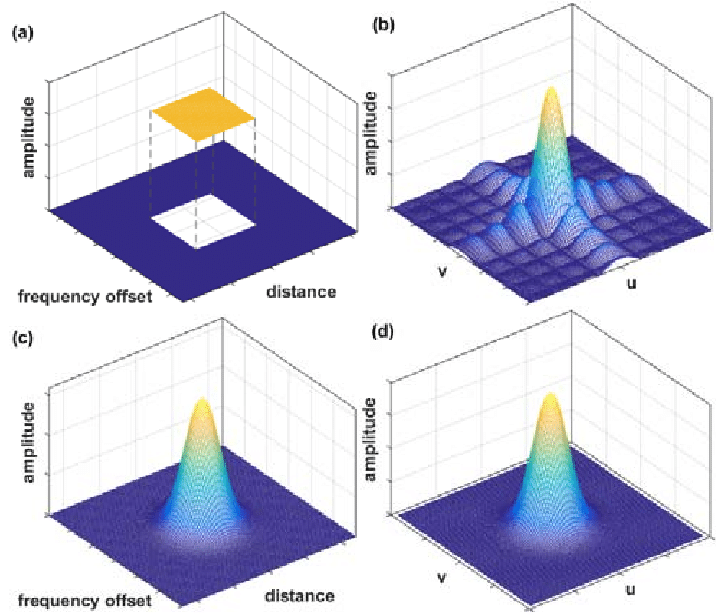 (a)
amplitude
frequency offset
distance
(b)
amplitude
v
u
(c)
amplitude
frequency offset
distance
(d)
amplitude
v
u